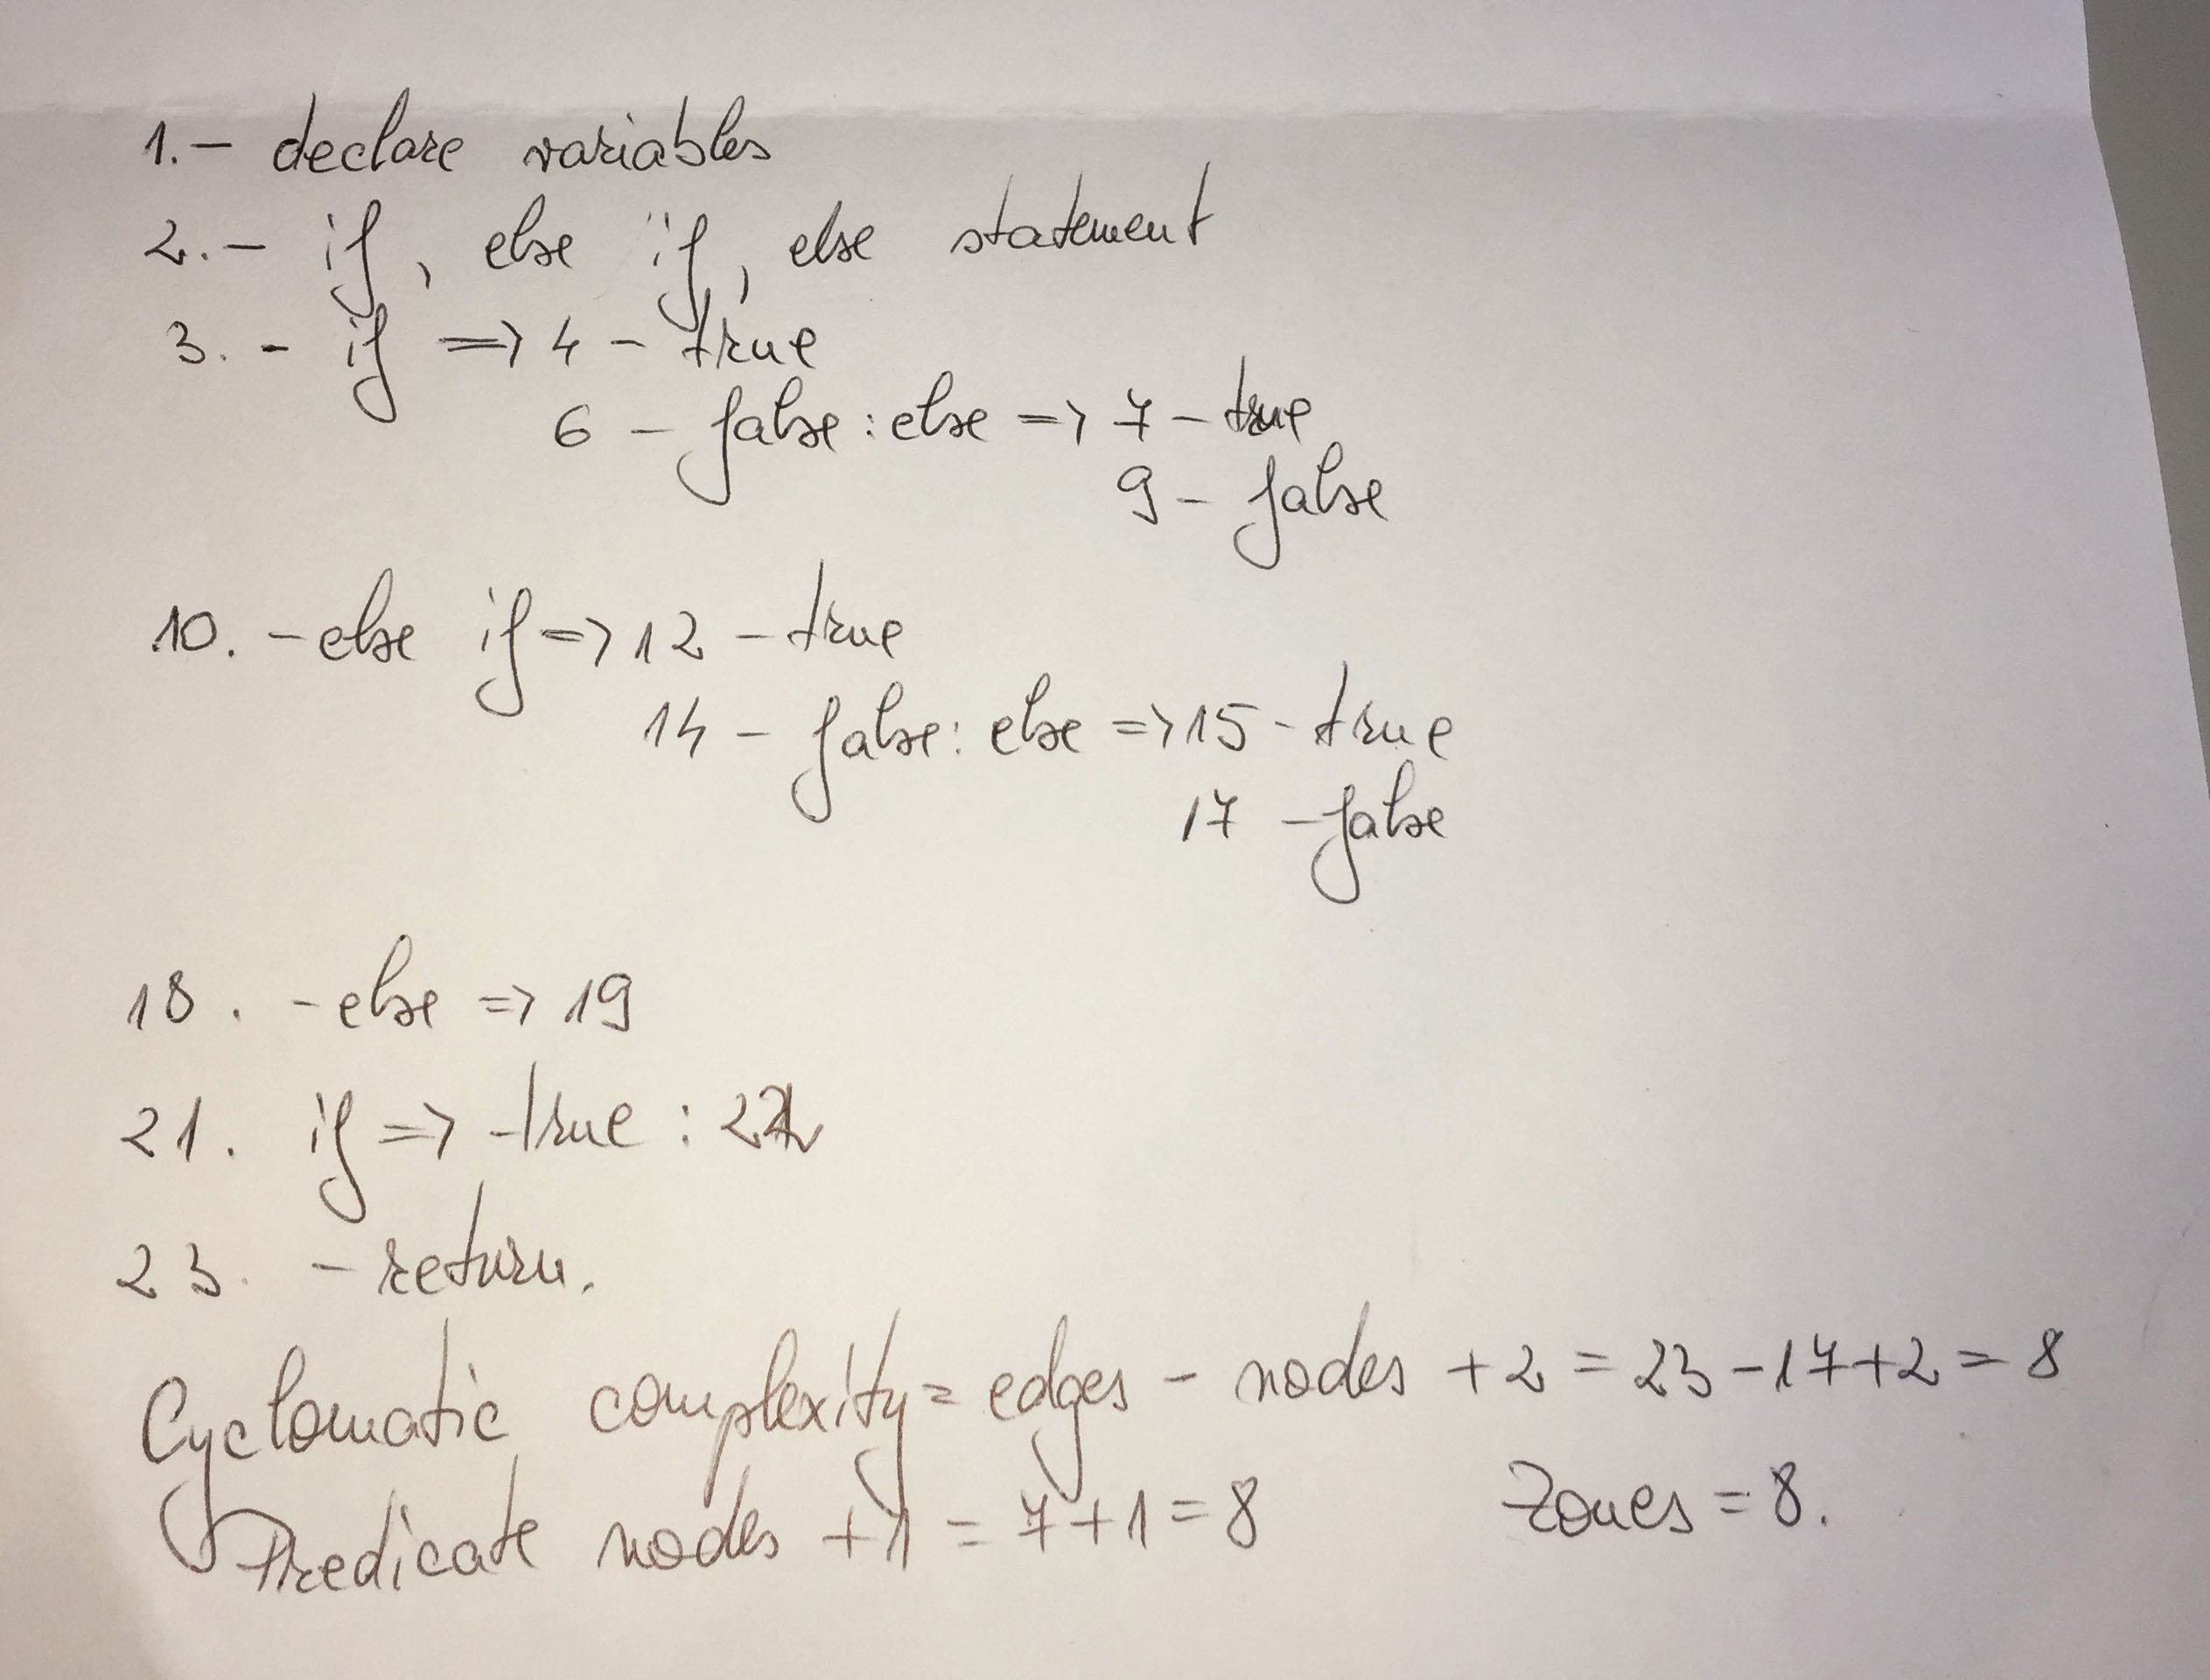 1. - declare variables
2. - if, else if, else statement
3. - if => 4 - true
6 - false : else => 7 - true
9 - false
10. - else if => 12 - true
14 - false : else => 15 - true
17 - false
18. - else => 19
21. if => true : 22
23. - return.
Cyclomatic complexity = edges - nodes + 2 = 23 - 17 + 2 = 8
Predicate nodes + 1 = 7 + 1 = 8 Zones = 8.